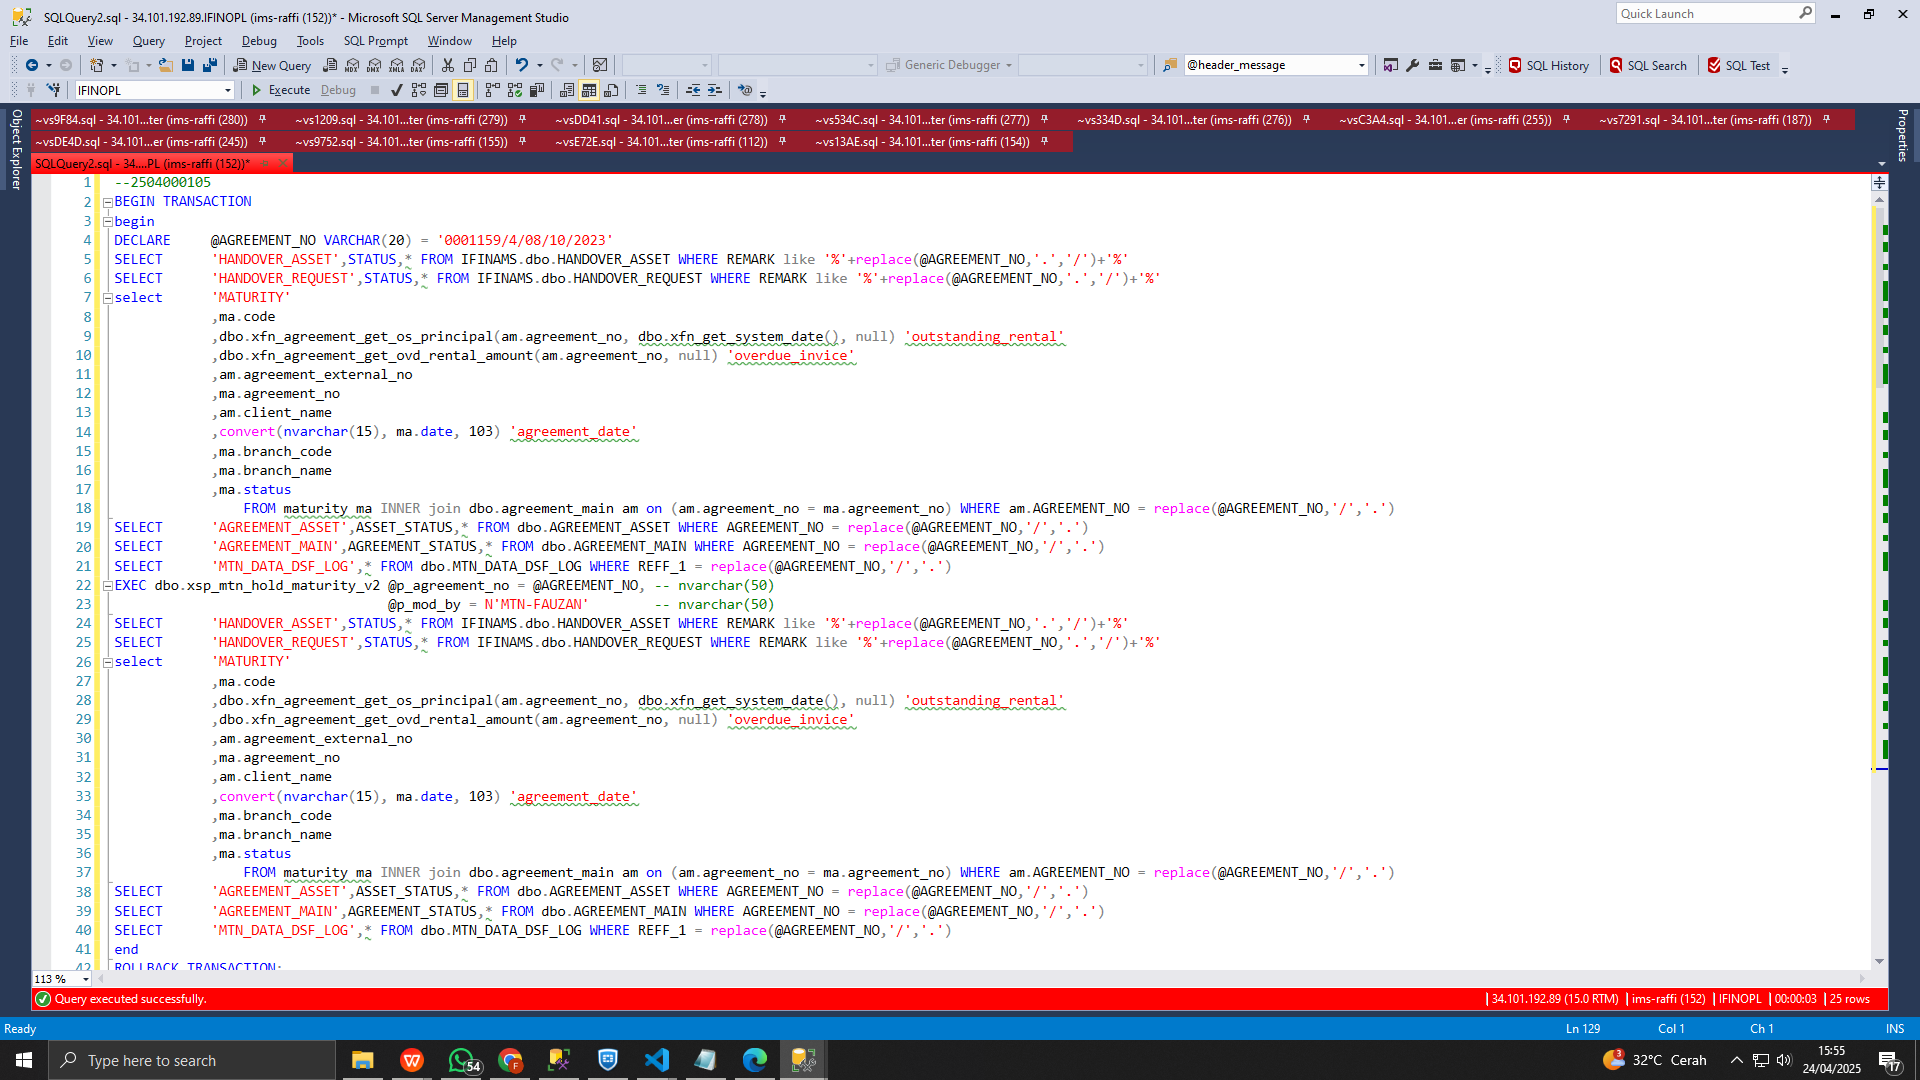 SQLQuery2.sql - 34.101.192.89.IFINOPL (ims-raffi (152))* - Microsoft SQL Server Management Studio
Quick Launch
File Edit View Query Project Debug Tools SQL Prompt Window Help
New Query MDX DMX XMLA DAX Generic Debugger @header_message SQL History SQL Search SQL Test
IFINOPL Execute Debug
Object Explorer
Properties
~vs9F84.sql - 34.101...ter (ims-raffi (280)) ~vs1209.sql - 34.101...ter (ims-raffi (279)) ~vsDD41.sql - 34.101...er (ims-raffi (278)) ~vs534C.sql - 34.101...ter (ims-raffi (277)) ~vs334D.sql - 34.101...ter (ims-raffi (276)) ~vsC3A4.sql - 34.101...er (ims-raffi (255)) ~vs7291.sql - 34.101...ter (ims-raffi (187))
~vsDE4D.sql - 34.101...er (ims-raffi (245)) ~vs9752.sql - 34.101...ter (ims-raffi (155)) ~vsE72E.sql - 34.101...ter (ims-raffi (112)) ~vs13AE.sql - 34.101...ter (ims-raffi (154))
SQLQuery2.sql - 34....PL (ims-raffi (152))*
1 --2504000105
2 BEGIN TRANSACTION
3 begin
4 DECLARE @AGREEMENT_NO VARCHAR(20) = '0001159/4/08/10/2023'
5 SELECT 'HANDOVER_ASSET',STATUS,* FROM IFINAMS.dbo.HANDOVER_ASSET WHERE REMARK like '%'+replace(@AGREEMENT_NO,'.','/')+'%'
6 SELECT 'HANDOVER_REQUEST',STATUS,* FROM IFINAMS.dbo.HANDOVER_REQUEST WHERE REMARK like '%'+replace(@AGREEMENT_NO,'.','/')+'%'
7 select 'MATURITY'
8 ,ma.code
9 ,dbo.xfn_agreement_get_os_principal(am.agreement_no, dbo.xfn_get_system_date(), null) 'outstanding_rental'
10 ,dbo.xfn_agreement_get_ovd_rental_amount(am.agreement_no, null) 'overdue_invice'
11 ,am.agreement_external_no
12 ,ma.agreement_no
13 ,am.client_name
14 ,convert(nvarchar(15), ma.date, 103) 'agreement_date'
15 ,ma.branch_code
16 ,ma.branch_name
17 ,ma.status
18 FROM maturity ma INNER join dbo.agreement_main am on (am.agreement_no = ma.agreement_no) WHERE am.AGREEMENT_NO = replace(@AGREEMENT_NO,'/','.')
19 SELECT 'AGREEMENT_ASSET',ASSET_STATUS,* FROM dbo.AGREEMENT_ASSET WHERE AGREEMENT_NO = replace(@AGREEMENT_NO,'/','.')
20 SELECT 'AGREEMENT_MAIN',AGREEMENT_STATUS,* FROM dbo.AGREEMENT_MAIN WHERE AGREEMENT_NO = replace(@AGREEMENT_NO,'/','.')
21 SELECT 'MTN_DATA_DSF_LOG',* FROM dbo.MTN_DATA_DSF_LOG WHERE REFF_1 = replace(@AGREEMENT_NO,'/','.')
22 EXEC dbo.xsp_mtn_hold_maturity_v2 @p_agreement_no = @AGREEMENT_NO, -- nvarchar(50)
23 @p_mod_by = N'MTN-FAUZAN' -- nvarchar(50)
24 SELECT 'HANDOVER_ASSET',STATUS,* FROM IFINAMS.dbo.HANDOVER_ASSET WHERE REMARK like '%'+replace(@AGREEMENT_NO,'.','/')+'%'
25 SELECT 'HANDOVER_REQUEST',STATUS,* FROM IFINAMS.dbo.HANDOVER_REQUEST WHERE REMARK like '%'+replace(@AGREEMENT_NO,'.','/')+'%'
26 select 'MATURITY'
27 ,ma.code
28 ,dbo.xfn_agreement_get_os_principal(am.agreement_no, dbo.xfn_get_system_date(), null) 'outstanding_rental'
29 ,dbo.xfn_agreement_get_ovd_rental_amount(am.agreement_no, null) 'overdue_invice'
30 ,am.agreement_external_no
31 ,ma.agreement_no
32 ,am.client_name
33 ,convert(nvarchar(15), ma.date, 103) 'agreement_date'
34 ,ma.branch_code
35 ,ma.branch_name
36 ,ma.status
37 FROM maturity ma INNER join dbo.agreement_main am on (am.agreement_no = ma.agreement_no) WHERE am.AGREEMENT_NO = replace(@AGREEMENT_NO,'/','.')
38 SELECT 'AGREEMENT_ASSET',ASSET_STATUS,* FROM dbo.AGREEMENT_ASSET WHERE AGREEMENT_NO = replace(@AGREEMENT_NO,'/','.')
39 SELECT 'AGREEMENT_MAIN',AGREEMENT_STATUS,* FROM dbo.AGREEMENT_MAIN WHERE AGREEMENT_NO = replace(@AGREEMENT_NO,'/','.')
40 SELECT 'MTN_DATA_DSF_LOG',* FROM dbo.MTN_DATA_DSF_LOG WHERE REFF_1 = replace(@AGREEMENT_NO,'/','.')
41 end
42 ROLLBACK TRANSACTION;
113 %
Query executed successfully. 34.101.192.89 (15.0 RTM) ims-raffi (152) IFINOPL 00:00:03 25 rows
Ready Ln 129 Col 1 Ch 1 INS
Type here to search 54 3 32°C Cerah 15:55
24/04/2025 17